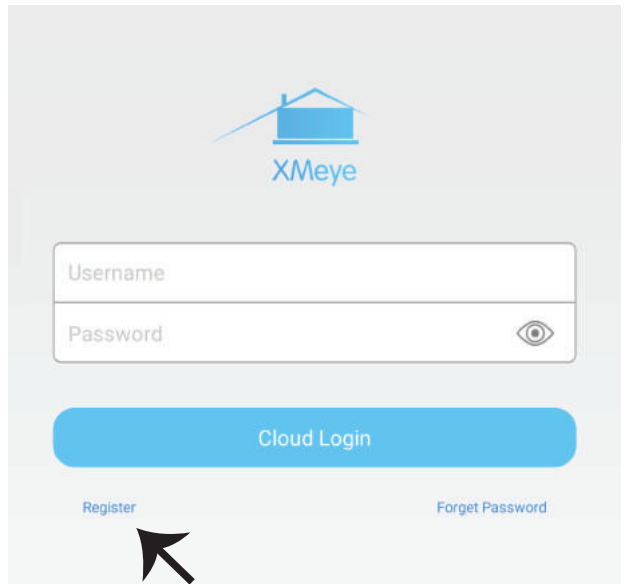 XMeye
Username
Password
Cloud Login
Register
Forget Password